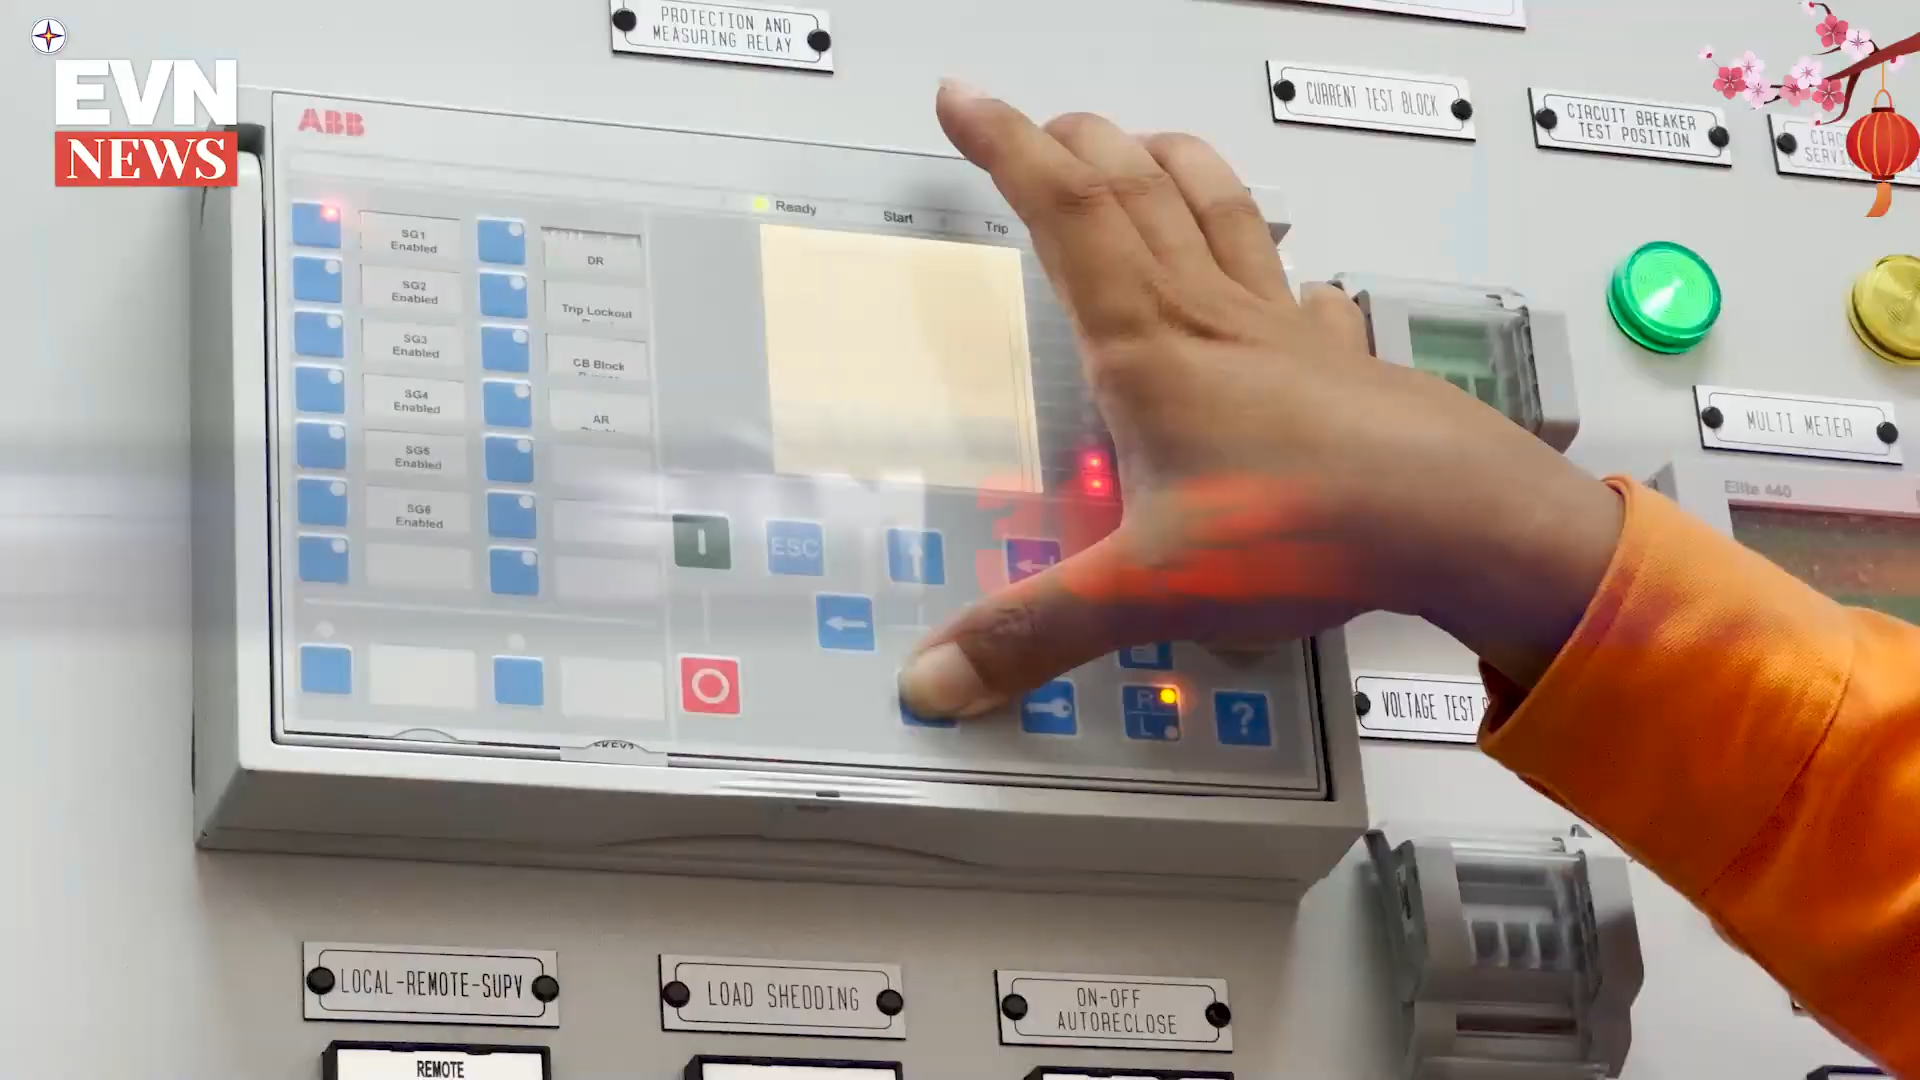 PROTECTION AND
MEASURING RELAY
EVN
NEWS
CURRENT TEST BLOCK
CIRCUIT BREAKER
TEST POSITION
ABB
Ready
Start
Trip
SG1
Enabled
DR
SG2
Enabled
Trip Lockout
SG3
Enabled
CB Block
SG4
Enabled
AR
SG5
Enabled
SG6
Enabled
MULTI METER
Elite 440
ESC
R
L
?
VOLTAGE TEST
LOCAL-REMOTE-SUPV
LOAD SHEDDING
ON-OFF
AUTORECLOSE
REMOTE